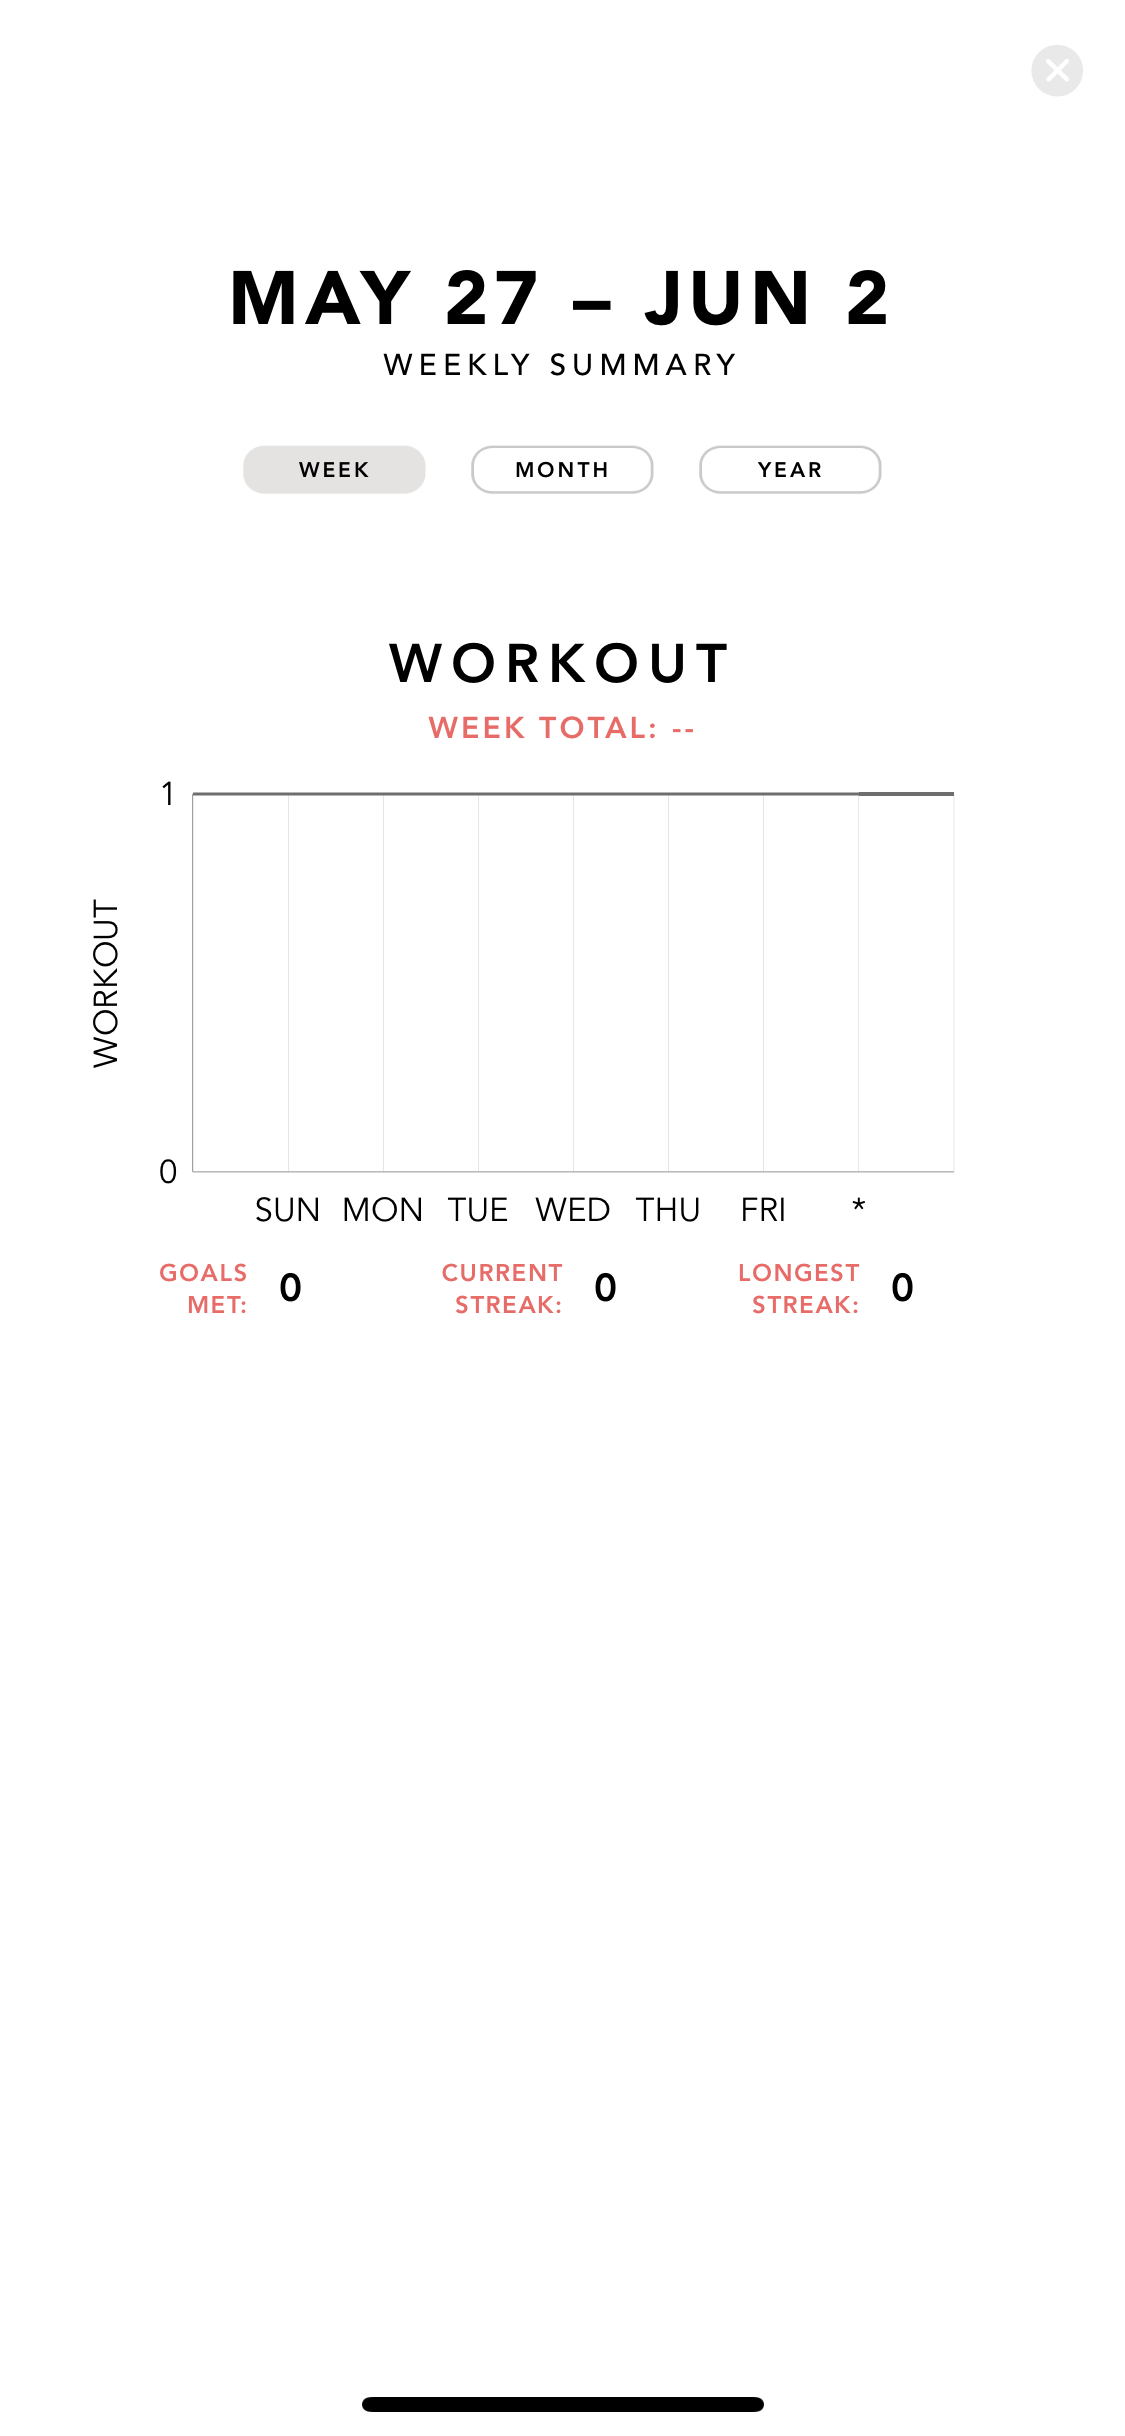 MAY 27 – JUN 2
WEEKLY SUMMARY
WEEK MONTH YEAR
WORKOUT
WEEK TOTAL: --
1
WORKOUT
0
SUN MON TUE WED THU FRI *
GOALS MET: 0
CURRENT STREAK: 0
LONGEST STREAK: 0